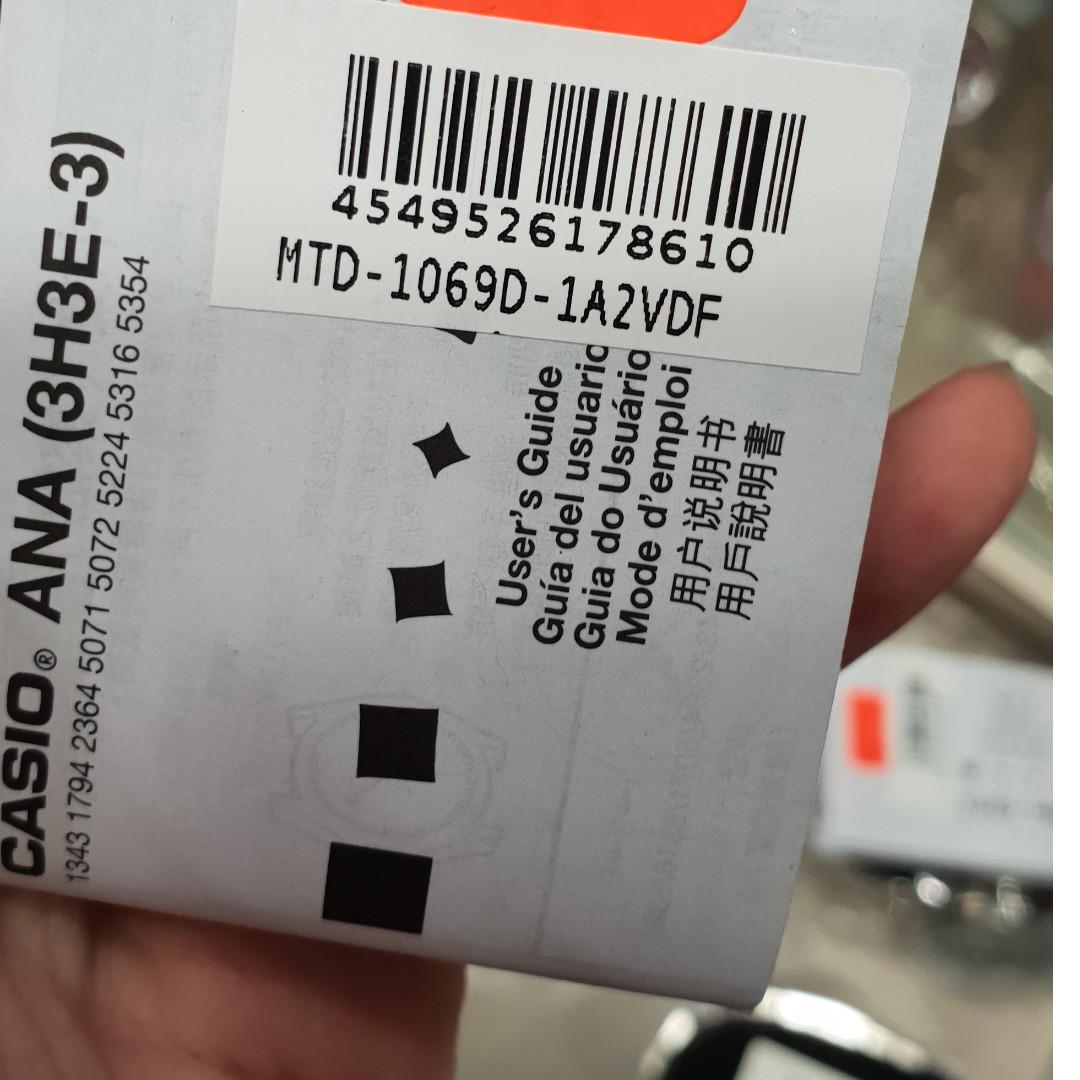 4549526178610
MTD-1069D-1A2VDF
CASIO® ANA (3H3E-3)
1343 1794 2364 5071 5072 5224 5316 5354
User's Guide
Guía del usuario
Guia do Usuário
Mode d'emploi
用户说明书
用戶說明書